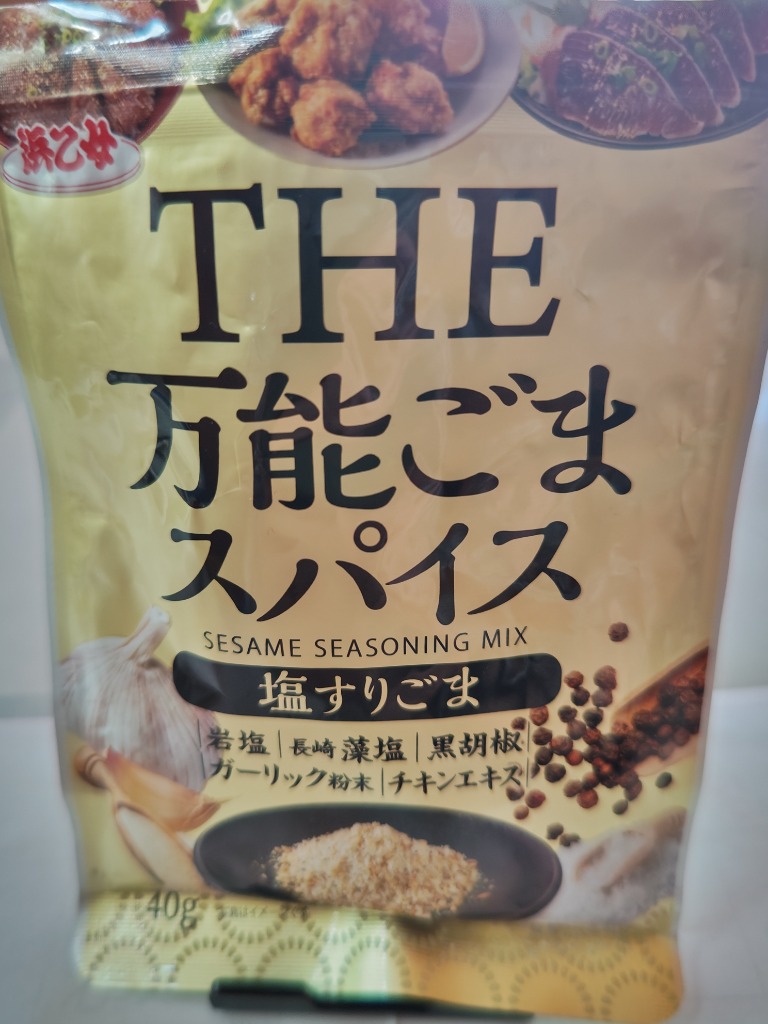 浜乙女
THE
万能ごま
スパイス
SESAME SEASONING MIX
塩すりごま
岩塩|長崎藻塩|黒胡椒
ガーリック粉末|チキンエキス
40g